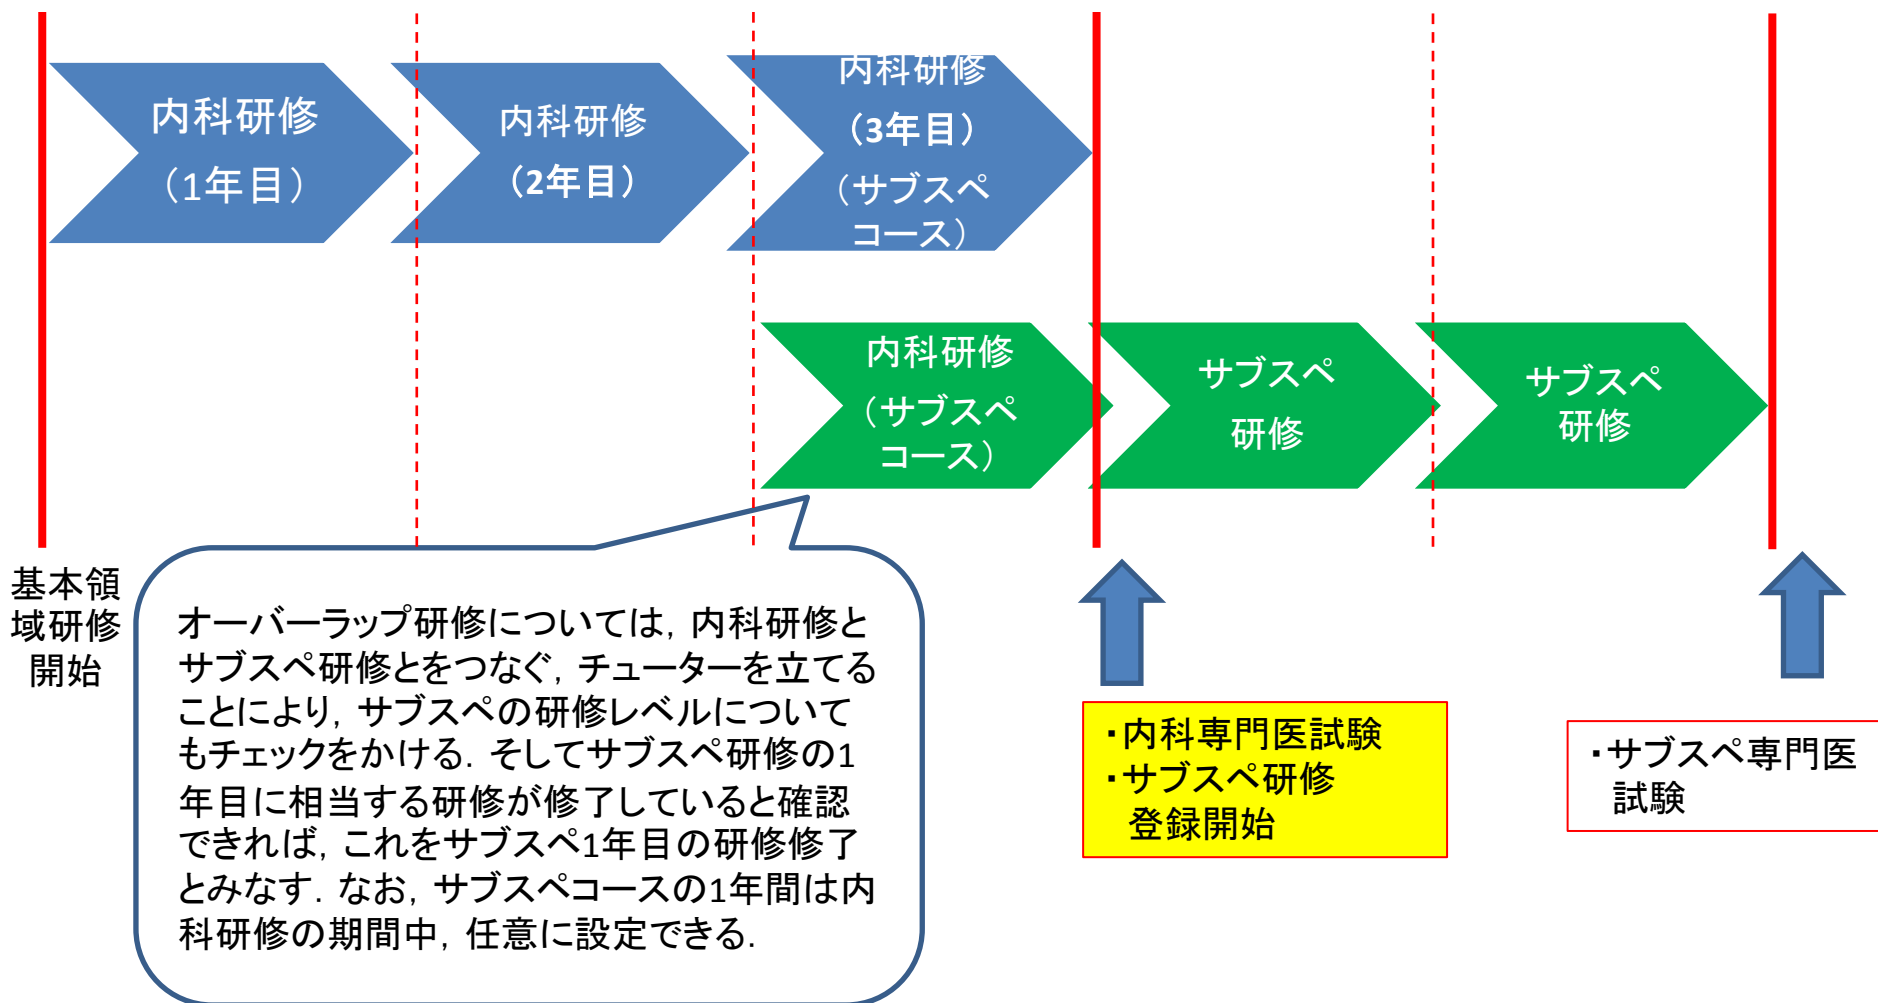 内科研修
（1年目）
内科研修
（2年目）
内科研修
（3年目）
（サブスペ
コース）
内科研修
（サブスペ
コース）
サブスペ
研修
サブスペ
研修
基本領
域研修
開始
オーバーラップ研修については，内科研修と
サブスペ研修とをつなぐ，チューターを立てる
ことにより，サブスペの研修レベルについて
もチェックをかける．そしてサブスペ研修の1
年目に相当する研修が修了していると確認
できれば，これをサブスペ1年目の研修修了
とみなす．なお，サブスペコースの1年間は内
科研修の期間中，任意に設定できる．
・内科専門医試験
・サブスペ研修
登録開始
・サブスペ専門医
試験